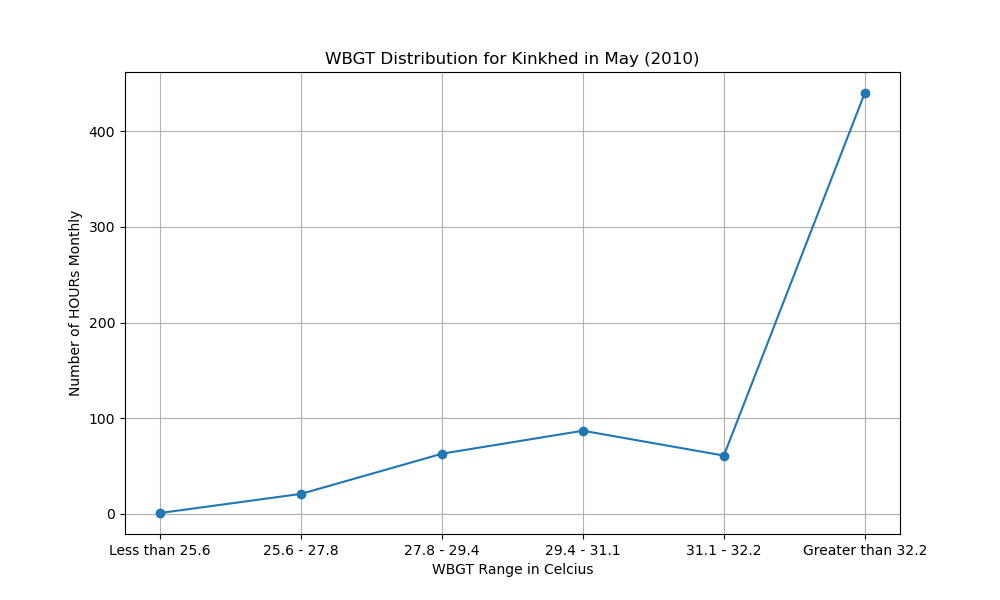 WBGT Distribution for Kinkhed in May (2010)
Number of HOURs Monthly
400
300
200
100
0
Less than 25.6
25.6 - 27.8
27.8 - 29.4
29.4 - 31.1
31.1 - 32.2
Greater than 32.2
WBGT Range in Celcius